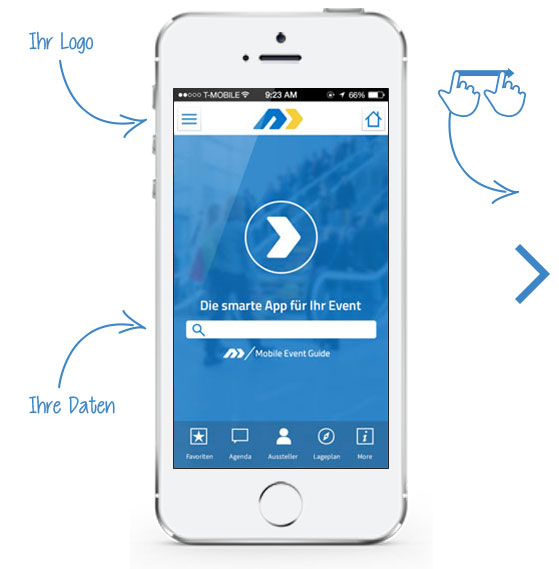 Ihr Logo
T-MOBILE 9:23 AM 66%
Die smarte App für Ihr Event
Mobile Event Guide
Ihre Daten
Favoriten Agenda Aussteller Lageplan More